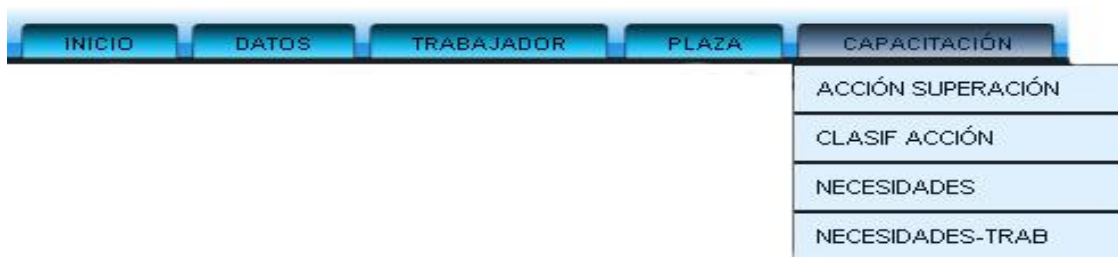 INICIO DATOS TRABAJADOR PLAZA CAPACITACIÓN
ACCIÓN SUPERACIÓN
CLASIF ACCIÓN
NECESIDADES
NECESIDADES-TRAB